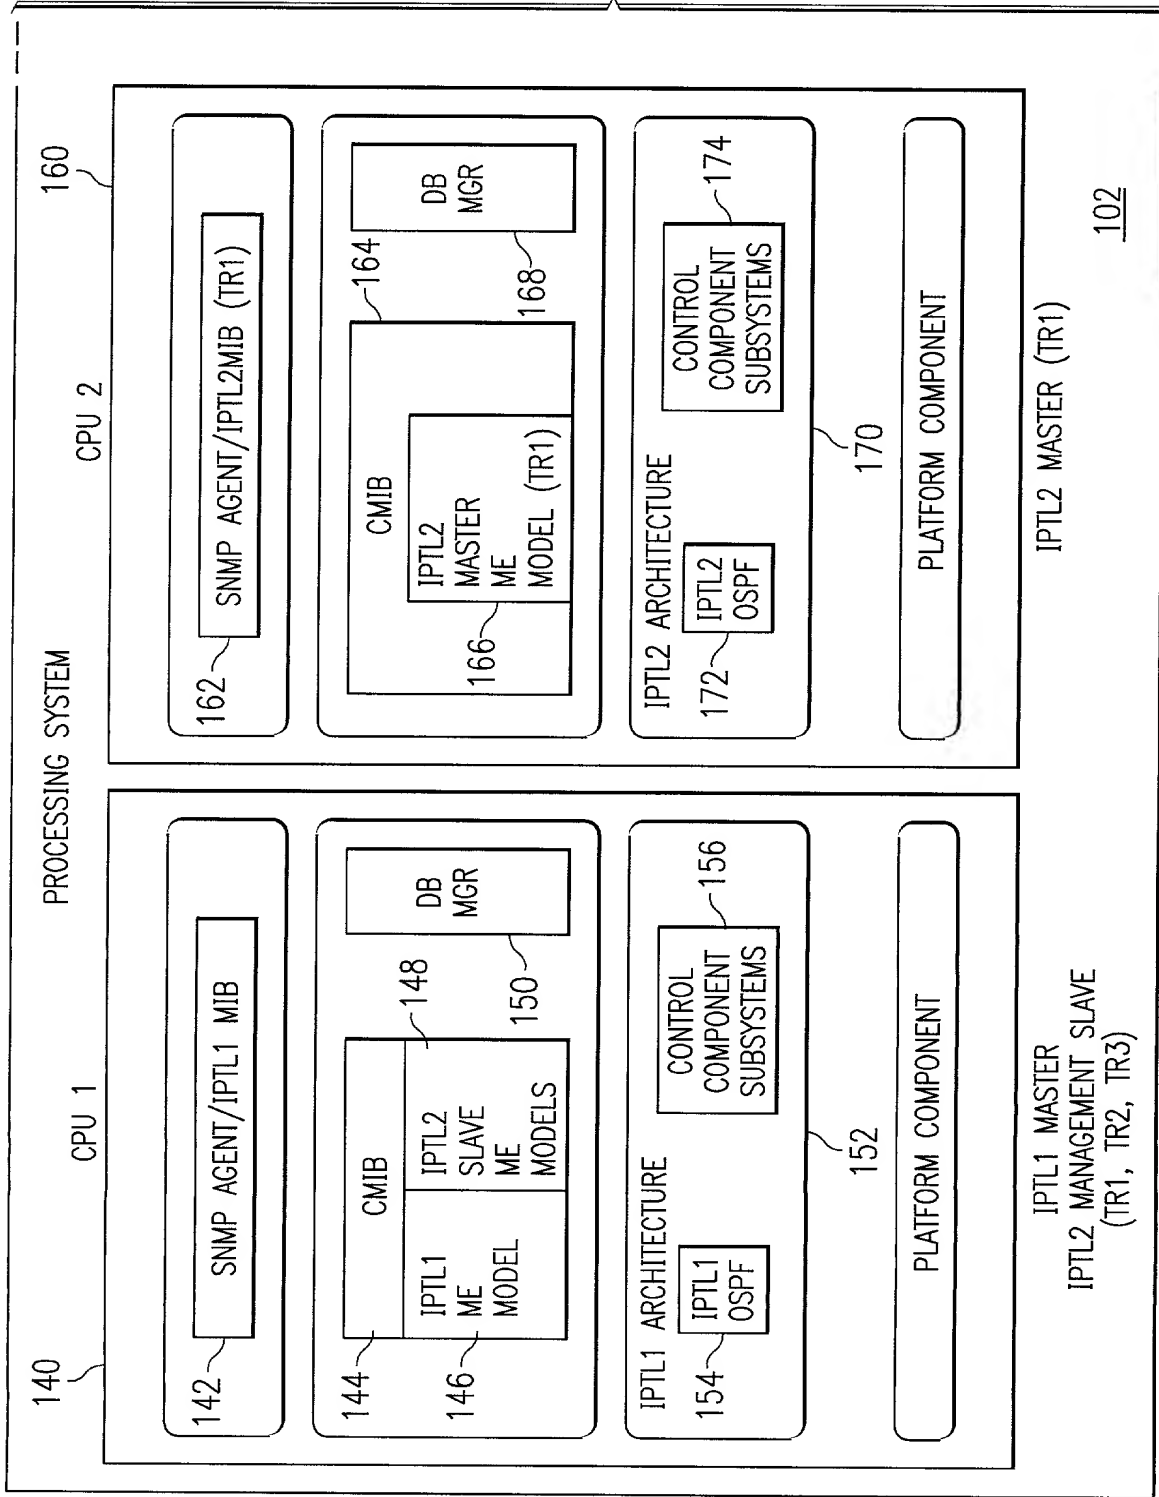 PROCESSING SYSTEM
CPU 1
140
SNMP AGENT/IPTL1 MIB
142
CMIB
144
IPTL1
ME
MODEL
146
IPTL2
SLAVE
ME
MODELS
148
DB
MGR
150
IPTL1 ARCHITECTURE
IPTL1
OSPF
154
CONTROL
COMPONENT
SUBSYSTEMS
156
152
PLATFORM COMPONENT
IPTL1 MASTER
IPTL2 MANAGEMENT SLAVE
(TR1, TR2, TR3)
CPU 2
160
SNMP AGENT/IPTL2MIB (TR1)
162
CMIB
164
IPTL2
MASTER
ME
MODEL (TR1)
166
DB
MGR
168
IPTL2 ARCHITECTURE
IPTL2
OSPF
172
CONTROL
COMPONENT
SUBSYSTEMS
174
170
PLATFORM COMPONENT
IPTL2 MASTER (TR1)
102